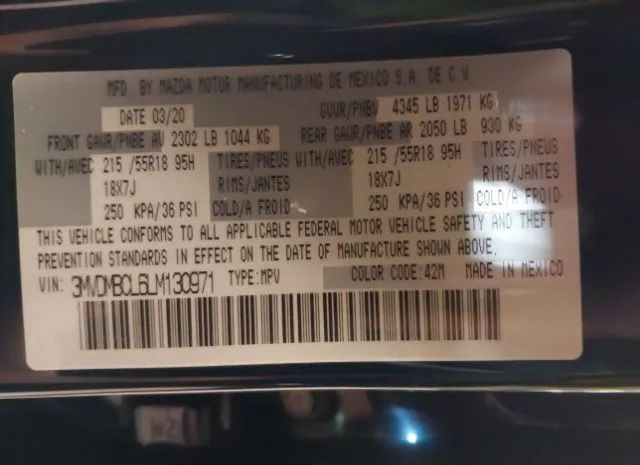 MFD. BY MAZDA MOTOR MANUFACTURING DE MEXICO S.A. DE C.V.
DATE 03/20 GVWR/PNBV 4345 LB 1971 KG
FRONT GAWR/PNBE AV 2302 LB 1044 KG REAR GAWR/PNBE AR 2050 LB 930 KG
WITH/AVEC 215 /55R18 95H TIRES/PNEUS WITH/AVEC 215 /55R18 95H TIRES/PNEUS
18X7J RIMS/JANTES 18X7J RIMS/JANTES
250 KPA/36 PSI COLD/A FROID 250 KPA/36 PSI COLD/A FROID
THIS VEHICLE CONFORMS TO ALL APPLICABLE FEDERAL MOTOR VEHICLE SAFETY AND THEFT
PREVENTION STANDARDS IN EFFECT ON THE DATE OF MANUFACTURE SHOWN ABOVE.
VIN: 3MVDMBCL6LM130971 TYPE:MPV COLOR CODE:42M MADE IN MEXICO